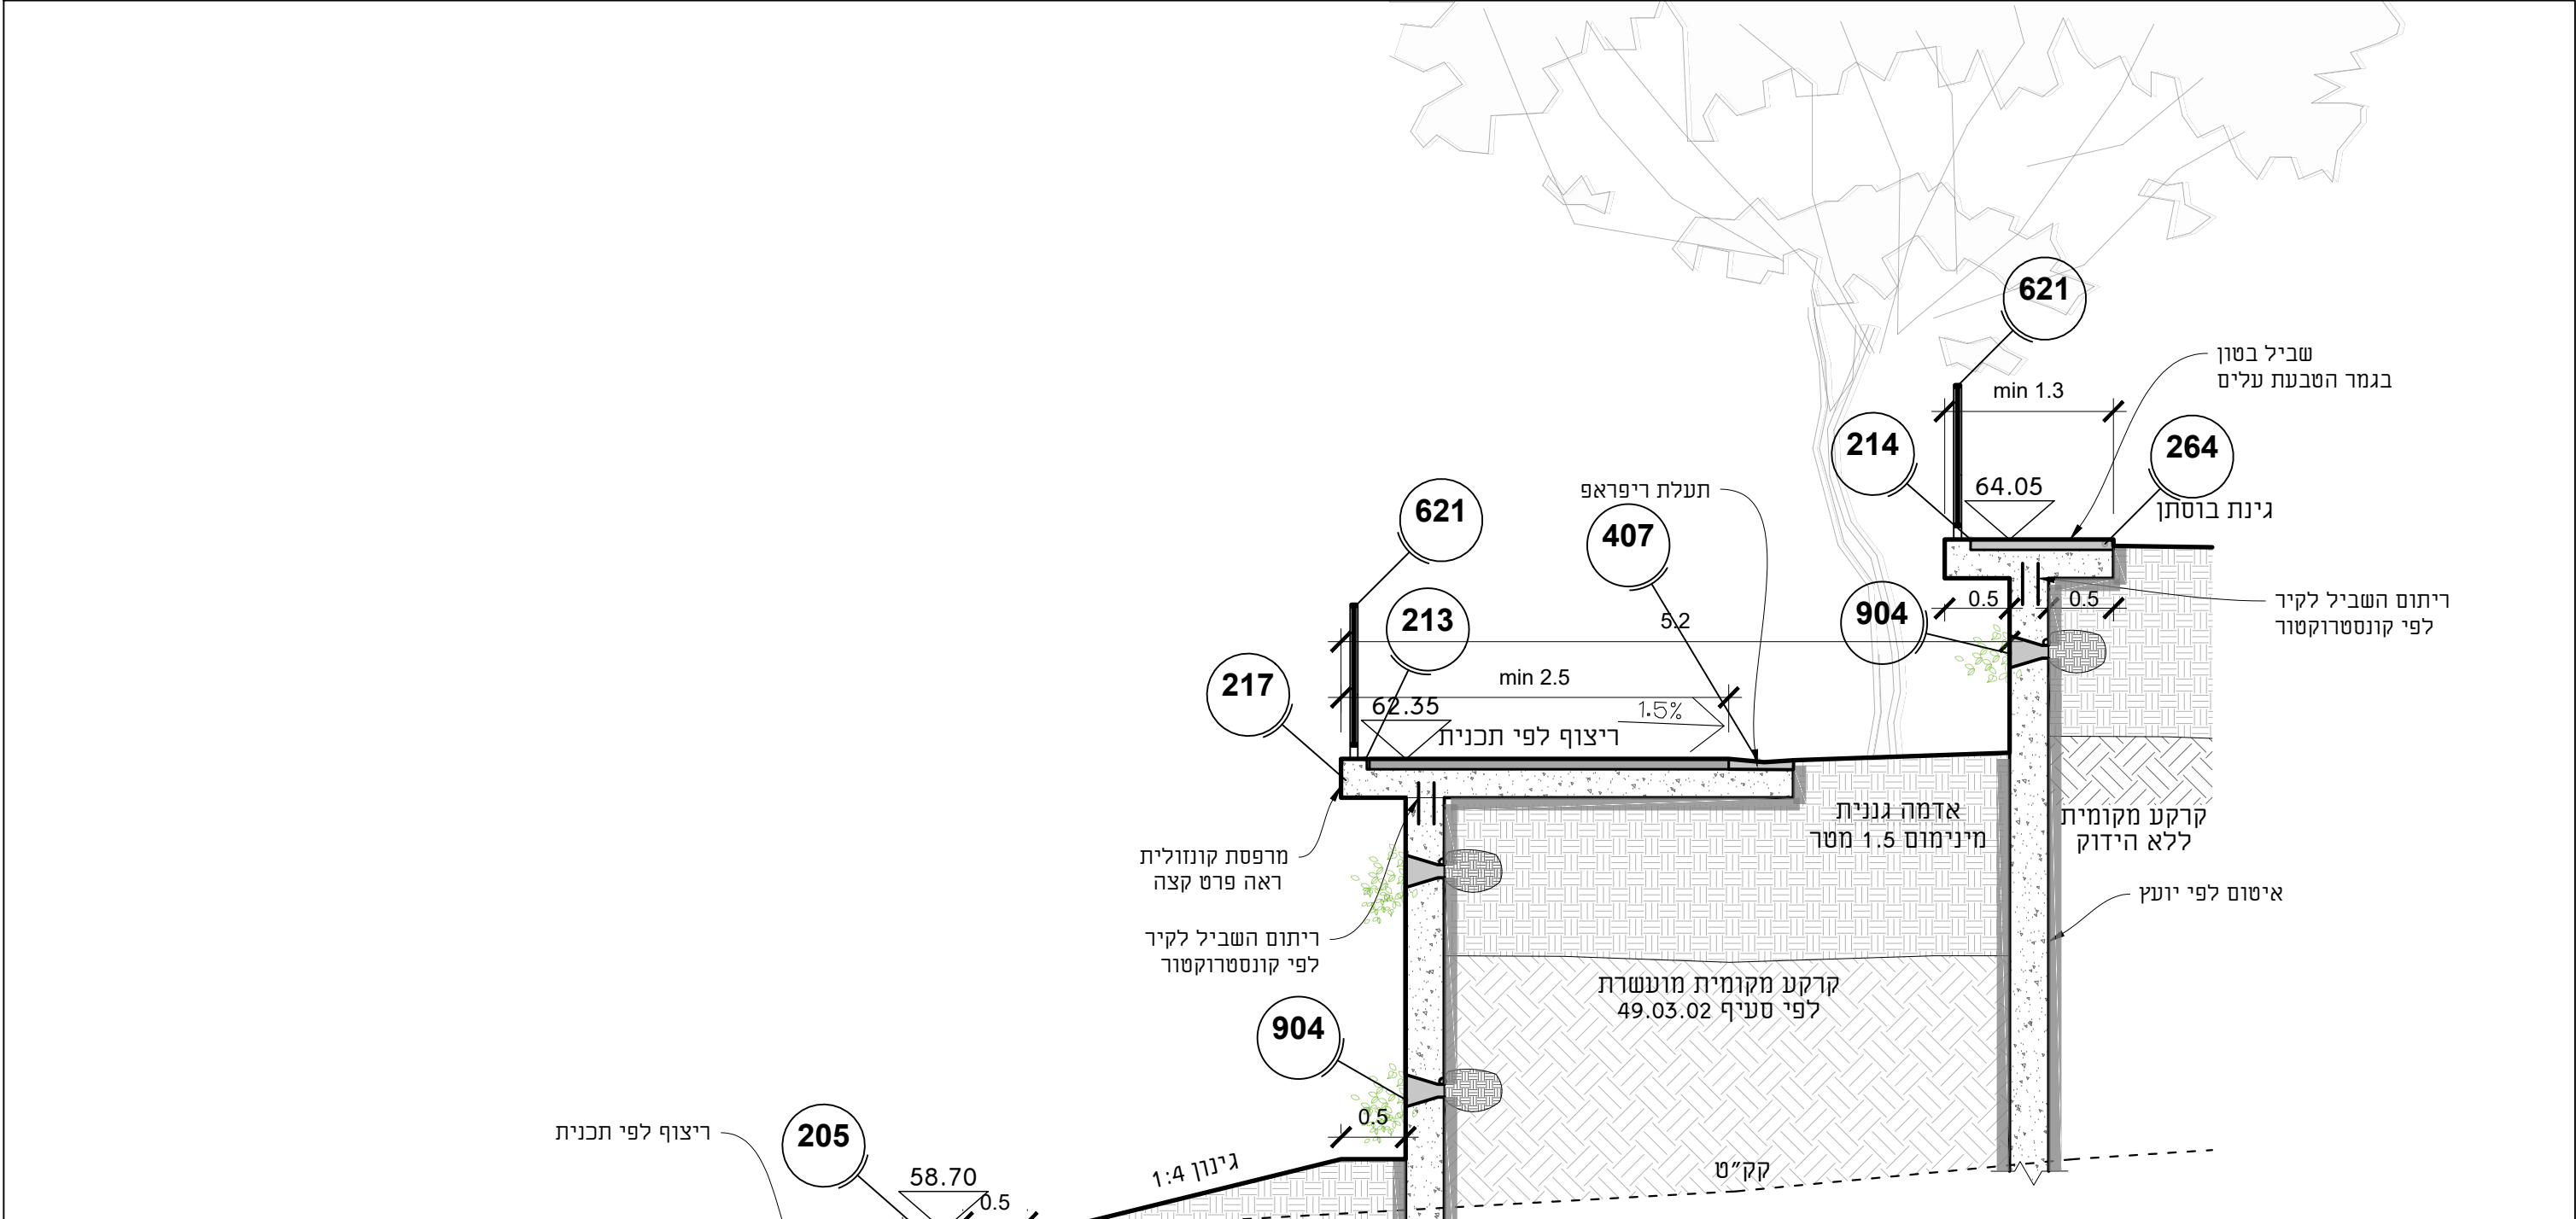 621
שביל בטון
בגמר הטבעת עלים
min 1.3
214
264
64.05
גינת בוסתן
תעלת ריפראפ
621
407
0.5
0.5
ריתום השביל לקיר
לפי קונסטרוקטור
904
5.2
213
217
min 2.5
62.35
1.5%
ריצוף לפי תכנית
אדמה גננית
מינימום 1.5 מטר
קרקע מקומית
ללא הידוק
מרפסת קונזולית
ראה פרט קצה
איטום לפי יועץ
ריתום השביל לקיר
לפי קונסטרוקטור
קרקע מקומית מועשרת
לפי סעיף 49.03.02
904
0.5
ריצוף לפי תכנית
205
גינון 1:4
קק״ט
58.70
0.5